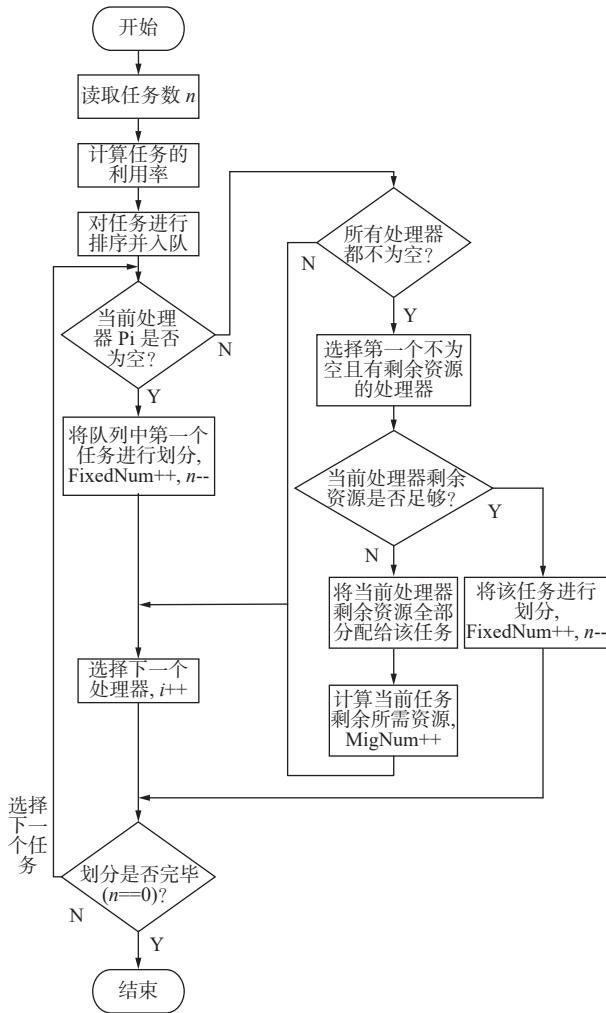 开始
读取任务数 n
计算任务的
利用率
对任务进行
排序并入队
当前处理
器 Pi 是否
为空?
N
Y
将队列中第一个
任务进行划分,
FixedNum++, n--
所有处理器
都不为空?
N
Y
选择第一个不为
空且有剩余资源
的处理器
当前处理器剩余
资源是否足够?
Y
N
将当前处理器
剩余资源全部
分配给该任务
将该任务进行
划分,
FixedNum++, n--
计算当前任务
剩余所需资源,
MigNum++
选择下一个
处理器, i++
选择
下一
个任
务
划分是否完毕
(n==0)?
N
Y
结束